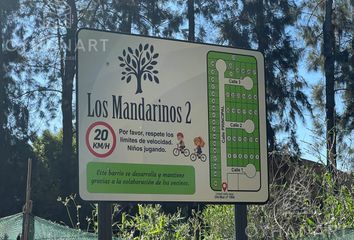 Los Mandarinos 2
20
KM/H
Por favor, respete los
límites de velocidad.
Niños jugando.
Este barrio se desarrolla y mantiene
gracias a la colaboración de los vecinos.
Calle 3
Calle 2
Calle 1